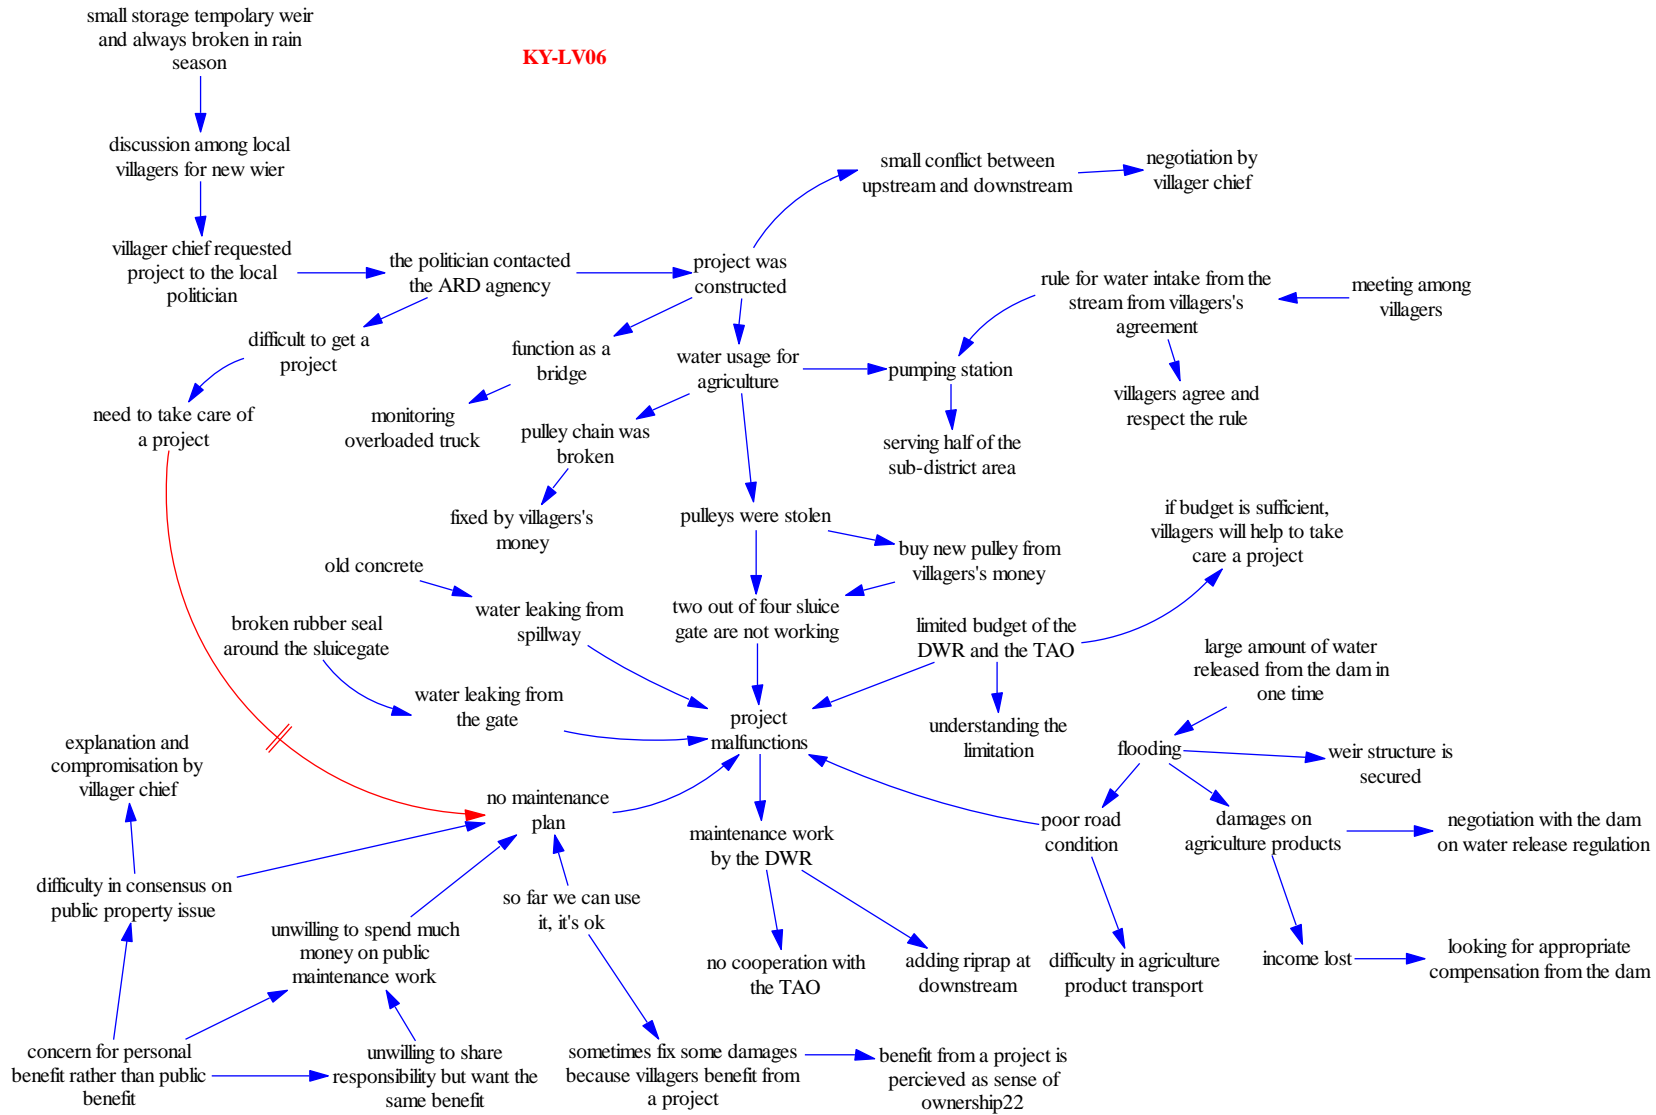 small storage tempolary weir
and always broken in rain
season
KY-LV06
discussion among local
villagers for new wier
small conflict between
upstream and downstream
negotiation by
villager chief
villager chief requested
project to the local
politician
the politician contacted
the ARD agnency
project was
constructed
rule for water intake from the
stream from villagers's
agreement
meeting among
villagers
difficult to get a
project
function as a
bridge
water usage for
agriculture
pumping station
villagers agree and
respect the rule
need to take care of
a project
monitoring
overloaded truck
pulley chain was
broken
serving half of the
sub-district area
fixed by villagers's
money
pulleys were stolen
buy new pulley from
villagers's money
if budget is sufficient,
villagers will help to take
care a project
old concrete
water leaking from
spillway
two out of four sluice
gate are not working
limited budget of the
DWR and the TAO
broken rubber seal
around the sluicegate
large amount of water
released from the dam in
one time
water leaking from
the gate
project
malfunctions
understanding the
limitation
flooding
weir structure is
secured
explanation and
compromisation by
villager chief
no maintenance
plan
maintenance work
by the DWR
poor road
condition
damages on
agriculture products
negotiation with the dam
on water release regulation
difficulty in consensus on
public property issue
unwilling to spend much
money on public
maintenance work
so far we can use
it, it's ok
no cooperation with
the TAO
adding riprap at
downstream
difficulty in agriculture
product transport
income lost
looking for appropriate
compensation from the dam
concern for personal
benefit rather than public
benefit
unwilling to share
responsibility but want the
same benefit
sometimes fix some damages
because villagers benefit from
a project
benefit from a project is
percieved as sense of
ownership22